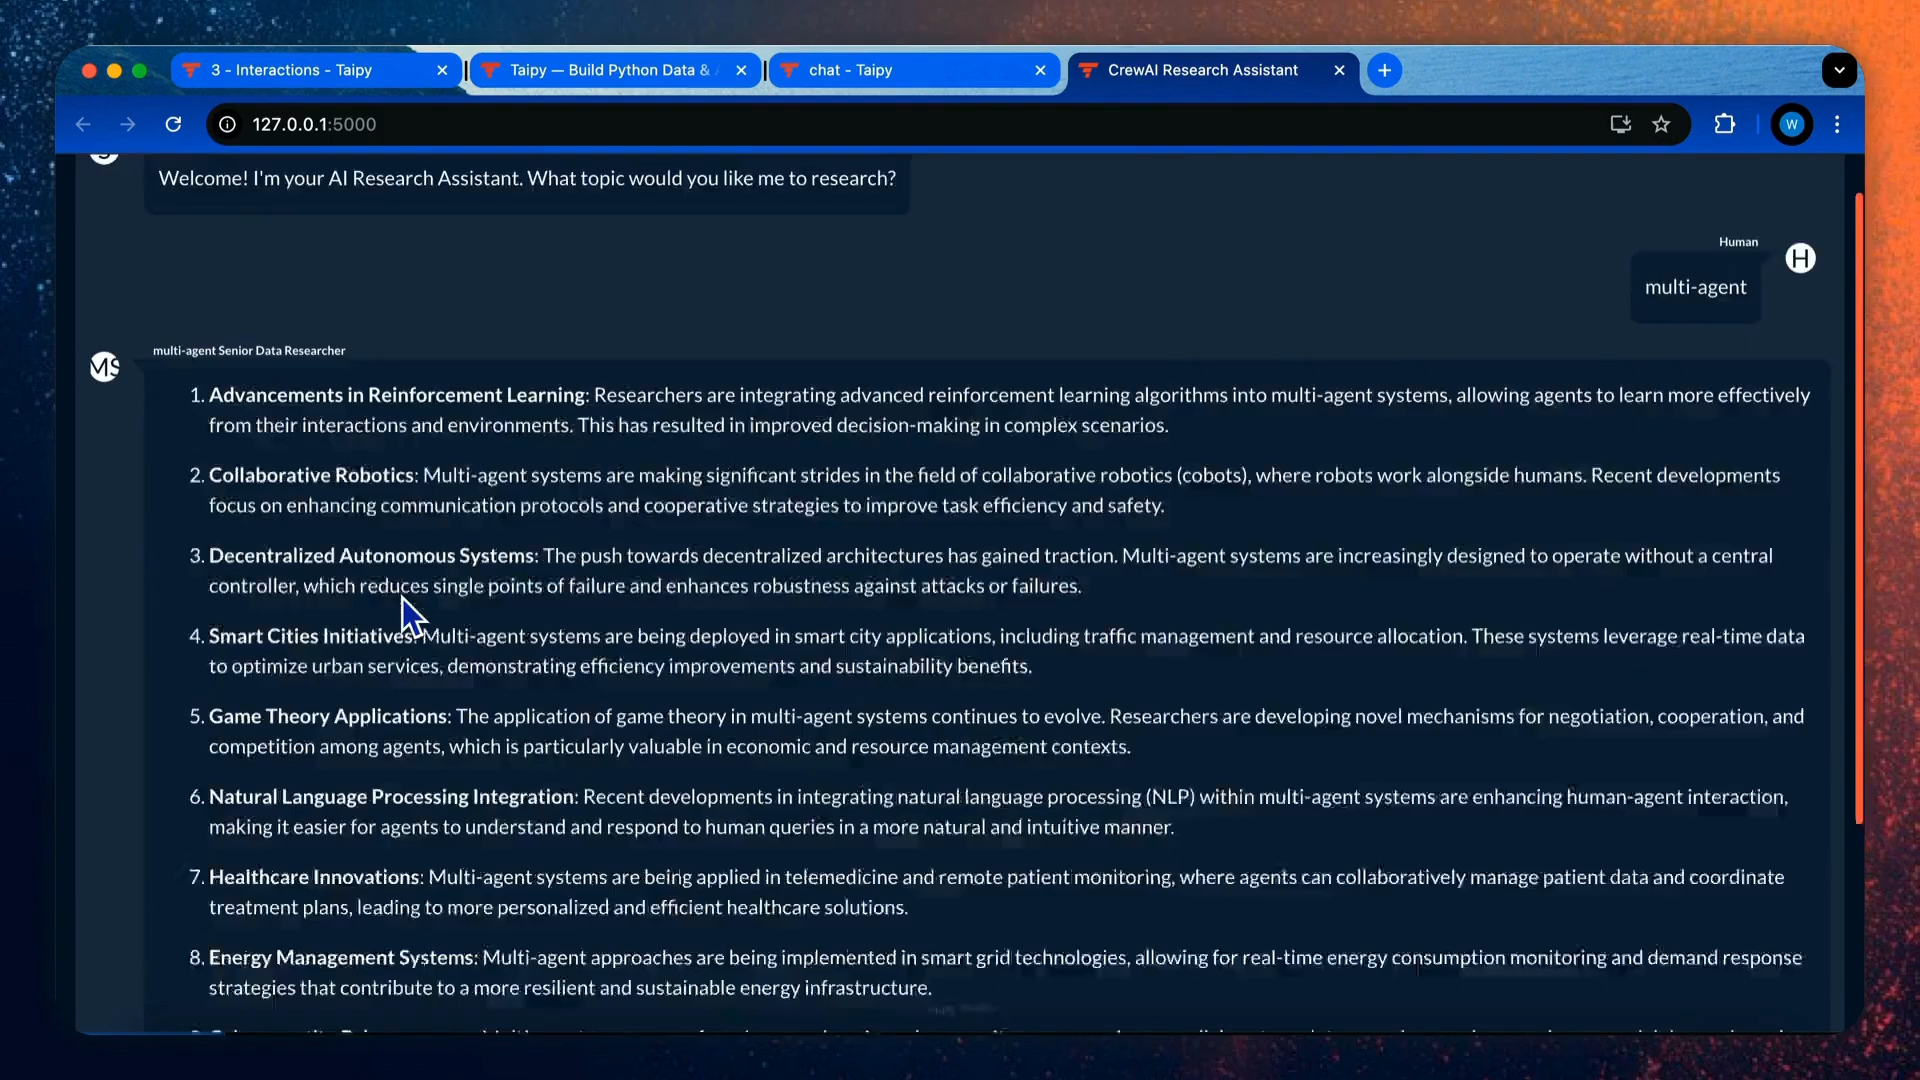 3 - Interactions - Taipy
Taipy — Build Python Data &
chat - Taipy
CrewAI Research Assistant
127.0.0.1:5000
W
Welcome! I'm your AI Research Assistant. What topic would you like me to research?
Human
H
multi-agent
multi-agent Senior Data Researcher
MS
1. Advancements in Reinforcement Learning: Researchers are integrating advanced reinforcement learning algorithms into multi-agent systems, allowing agents to learn more effectively
from their interactions and environments. This has resulted in improved decision-making in complex scenarios.
2. Collaborative Robotics: Multi-agent systems are making significant strides in the field of collaborative robotics (cobots), where robots work alongside humans. Recent developments
focus on enhancing communication protocols and cooperative strategies to improve task efficiency and safety.
3. Decentralized Autonomous Systems: The push towards decentralized architectures has gained traction. Multi-agent systems are increasingly designed to operate without a central
controller, which reduces single points of failure and enhances robustness against attacks or failures.
4. Smart Cities Initiatives: Multi-agent systems are being deployed in smart city applications, including traffic management and resource allocation. These systems leverage real-time data
to optimize urban services, demonstrating efficiency improvements and sustainability benefits.
5. Game Theory Applications: The application of game theory in multi-agent systems continues to evolve. Researchers are developing novel mechanisms for negotiation, cooperation, and
competition among agents, which is particularly valuable in economic and resource management contexts.
6. Natural Language Processing Integration: Recent developments in integrating natural language processing (NLP) within multi-agent systems are enhancing human-agent interaction,
making it easier for agents to understand and respond to human queries in a more natural and intuitive manner.
7. Healthcare Innovations: Multi-agent systems are being applied in telemedicine and remote patient monitoring, where agents can collaboratively manage patient data and coordinate
treatment plans, leading to more personalized and efficient healthcare solutions.
8. Energy Management Systems: Multi-agent approaches are being implemented in smart grid technologies, allowing for real-time energy consumption monitoring and demand response
strategies that contribute to a more resilient and sustainable energy infrastructure.